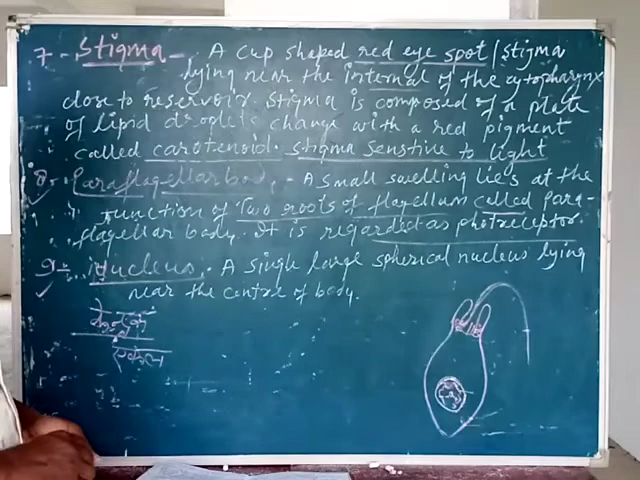 7 - Stigma - A cup shaped red eye spot / stigma
lying near the internal of the cytopharynx
close to reservoir. Stigma is composed of a plate
of lipid droplets change with a red pigment
called carotenoid. Stigma senstive to light
8 - Paraflagellar body, - A small swelling lies at the
junction of Two roots of flagellum called Para-
flagellar body. It is regarded as photreceptor.
9 - nucleus, - A single large spherical nucleus lying
near the centre of body.